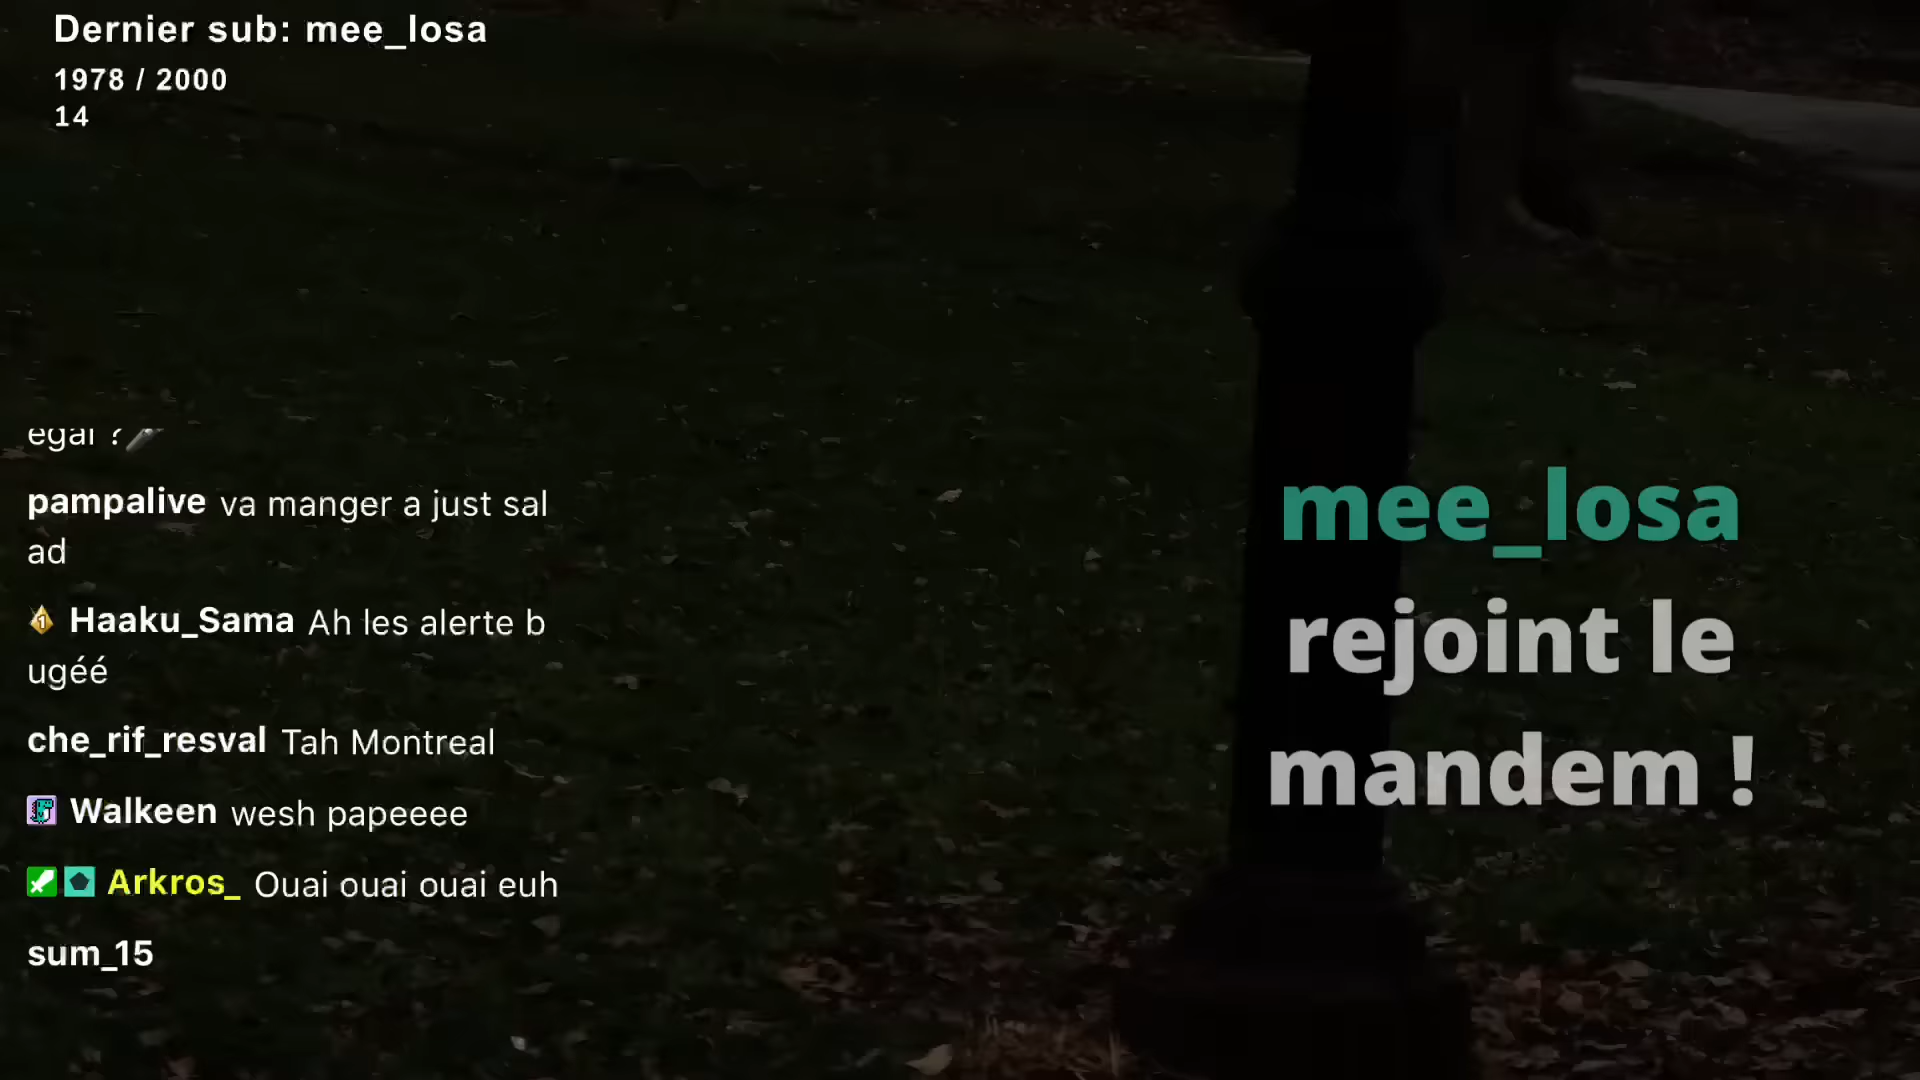 Dernier sub: mee_losa
1978 / 2000
14
egal ?
pampalive va manger a just sal
ad
Haaku_Sama Ah les alerte b
ugéé
che_rif_resval Tah Montreal
Walkeen wesh papeeee
Arkros_ Ouai ouai ouai euh
sum_15
mee_losa
rejoint le
mandem !